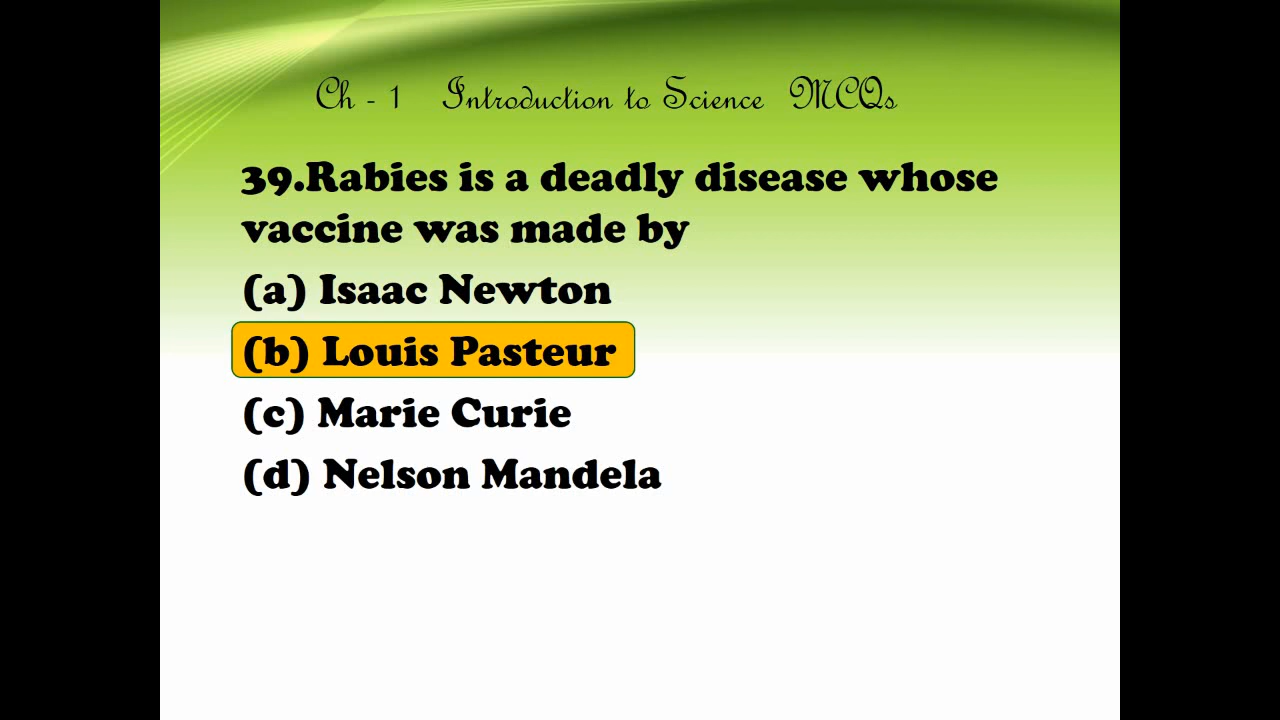 Ch - 1 Introduction to Science MCQs
39.Rabies is a deadly disease whose
vaccine was made by
(a) Isaac Newton
(b) Louis Pasteur
(c) Marie Curie
(d) Nelson Mandela